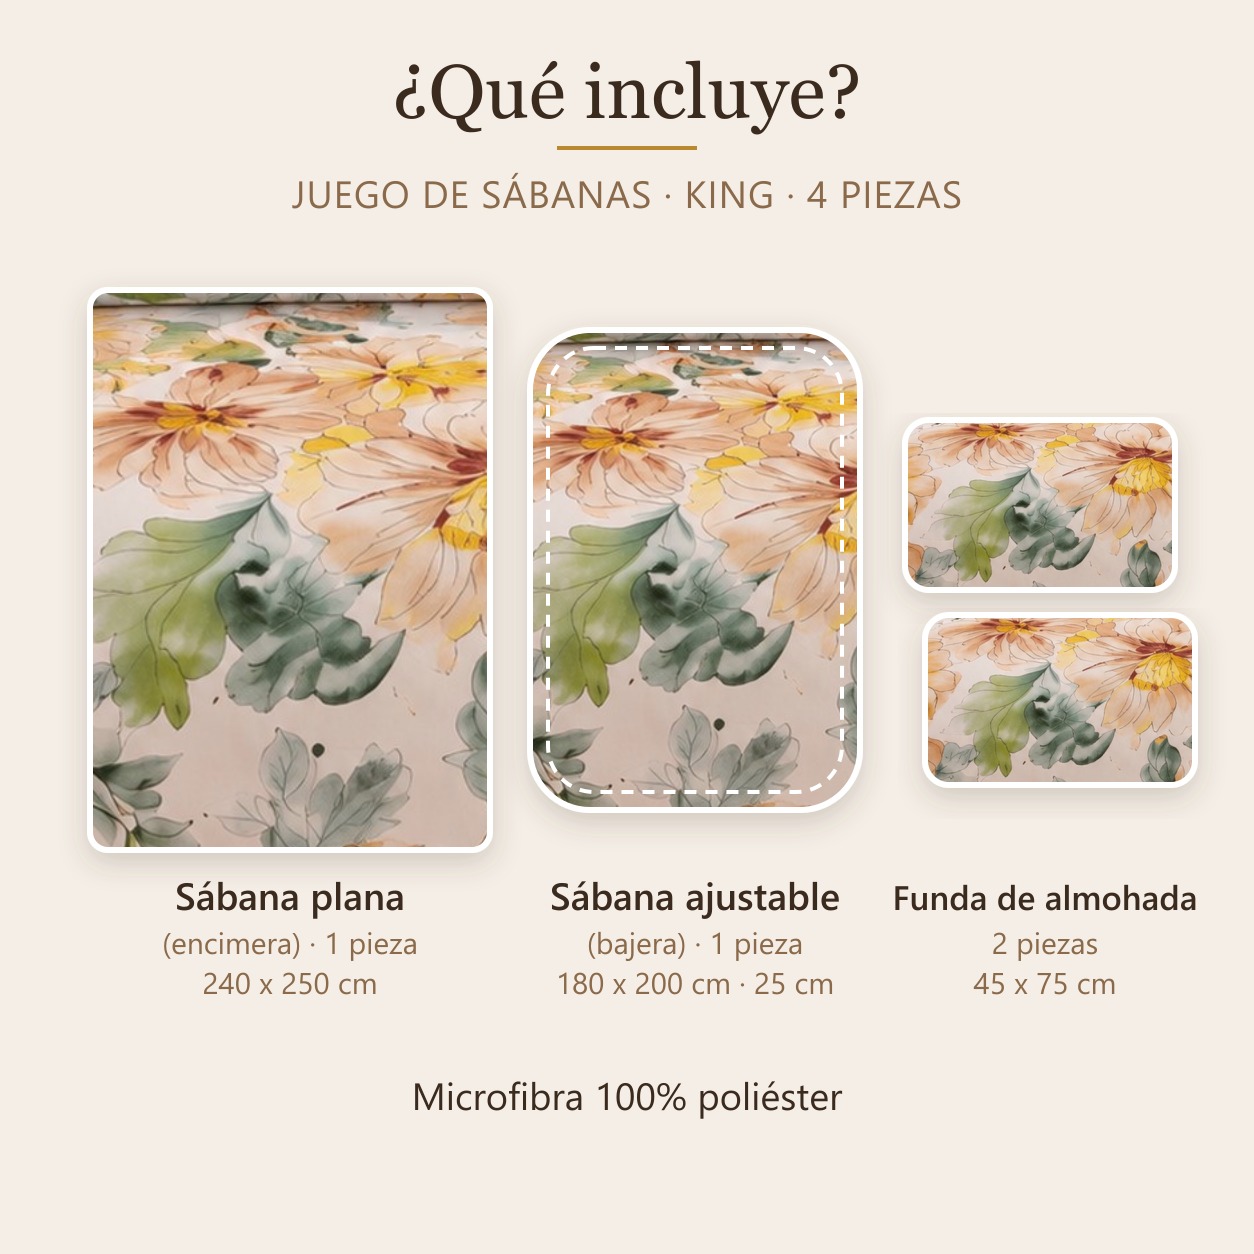 ¿Qué incluye?
JUEGO DE SÁBANAS · KING · 4 PIEZAS
Sábana plana
(encimera) · 1 pieza
240 x 250 cm
Sábana ajustable
(bajera) · 1 pieza
180 x 200 cm · 25 cm
Funda de almohada
2 piezas
45 x 75 cm
Microfibra 100% poliéster